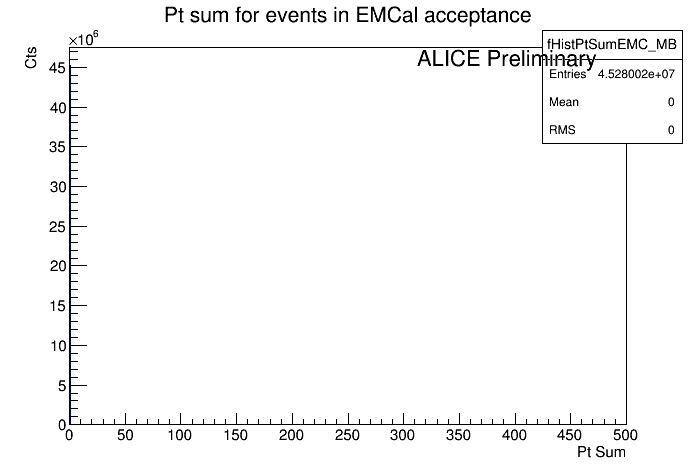 Pt sum for events in EMCal acceptance
×10⁶
Cts
ALICE Preliminary
fHistPtSumEMC_MB
Entries 4.528002e+07
Mean 0
RMS 0
45
40
35
30
25
20
15
10
5
0
0 50 100 150 200 250 300 350 400 450 500
Pt Sum